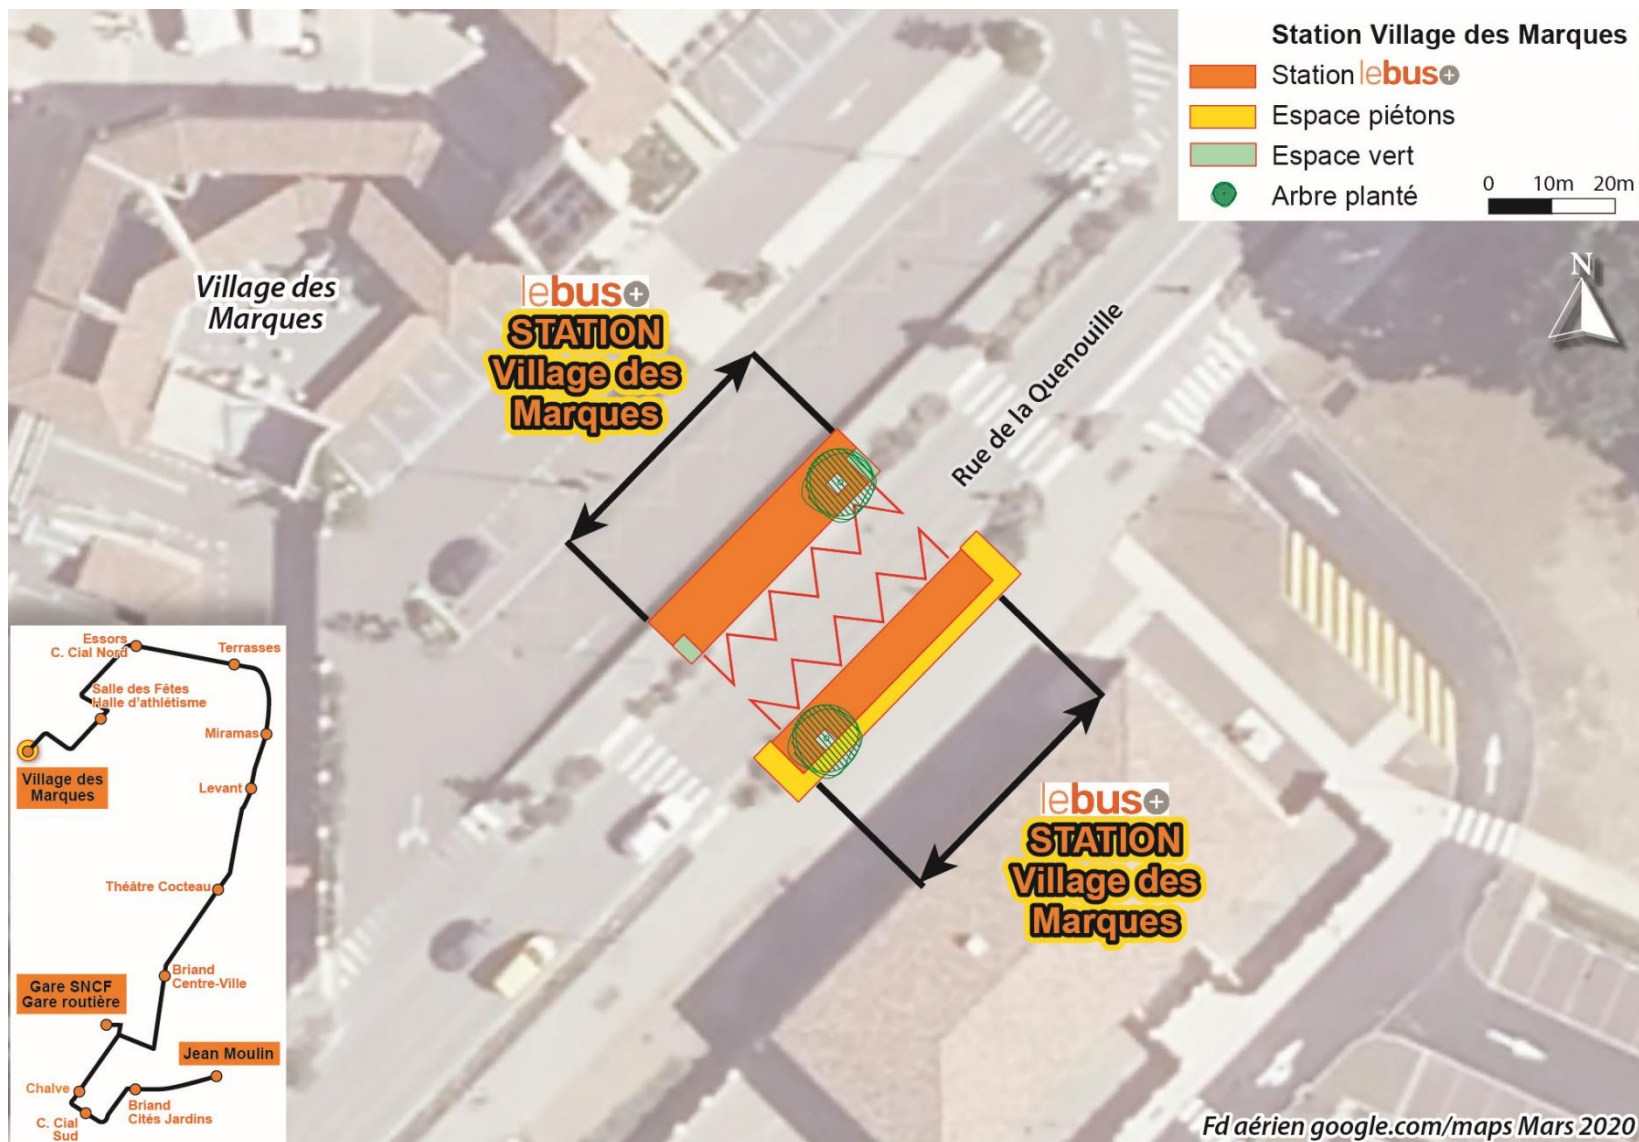 Station Village des Marques
Station lebus+
Espace piétons
Espace vert
Arbre planté
0 10m 20m
N
Village des
Marques
lebus+
STATION
Village des
Marques
Rue de la Quenouille
lebus+
STATION
Village des
Marques
Essors
C. Cial Nord
Terrasses
Salle des Fêtes
Halle d'athlétisme
Miramas
Village des
Marques
Levant
Théâtre Cocteau
Briand
Centre-Ville
Gare SNCF
Gare routière
Jean Moulin
Chalve
Briand
Cités Jardins
C. Cial
Sud
Fd aérien google.com/maps Mars 2020